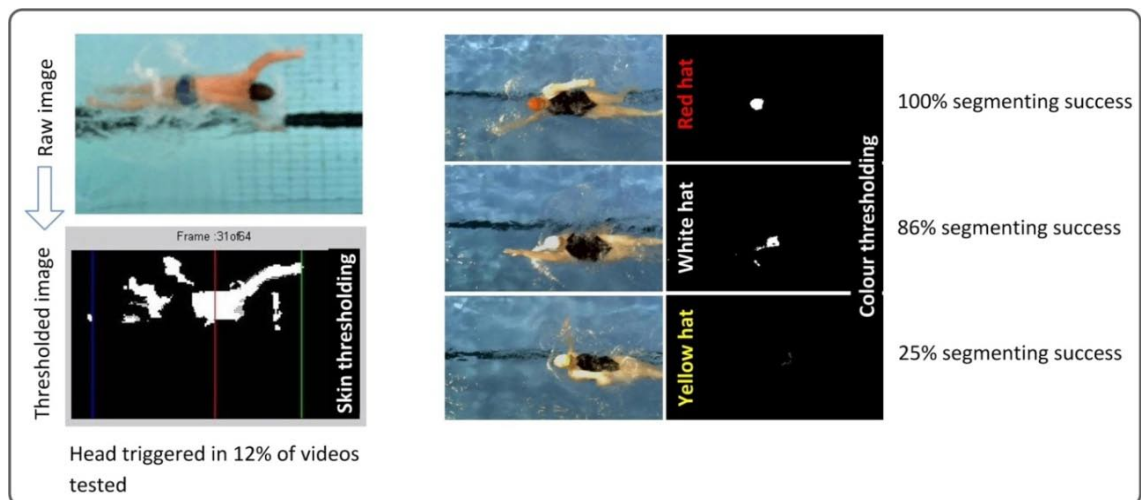 Raw image
Thresholded image
Frame :31of64
Skin thresholding
Head triggered in 12% of videos
tested
Red hat
White hat
Yellow hat
Colour thresholding
100% segmenting success
86% segmenting success
25% segmenting success